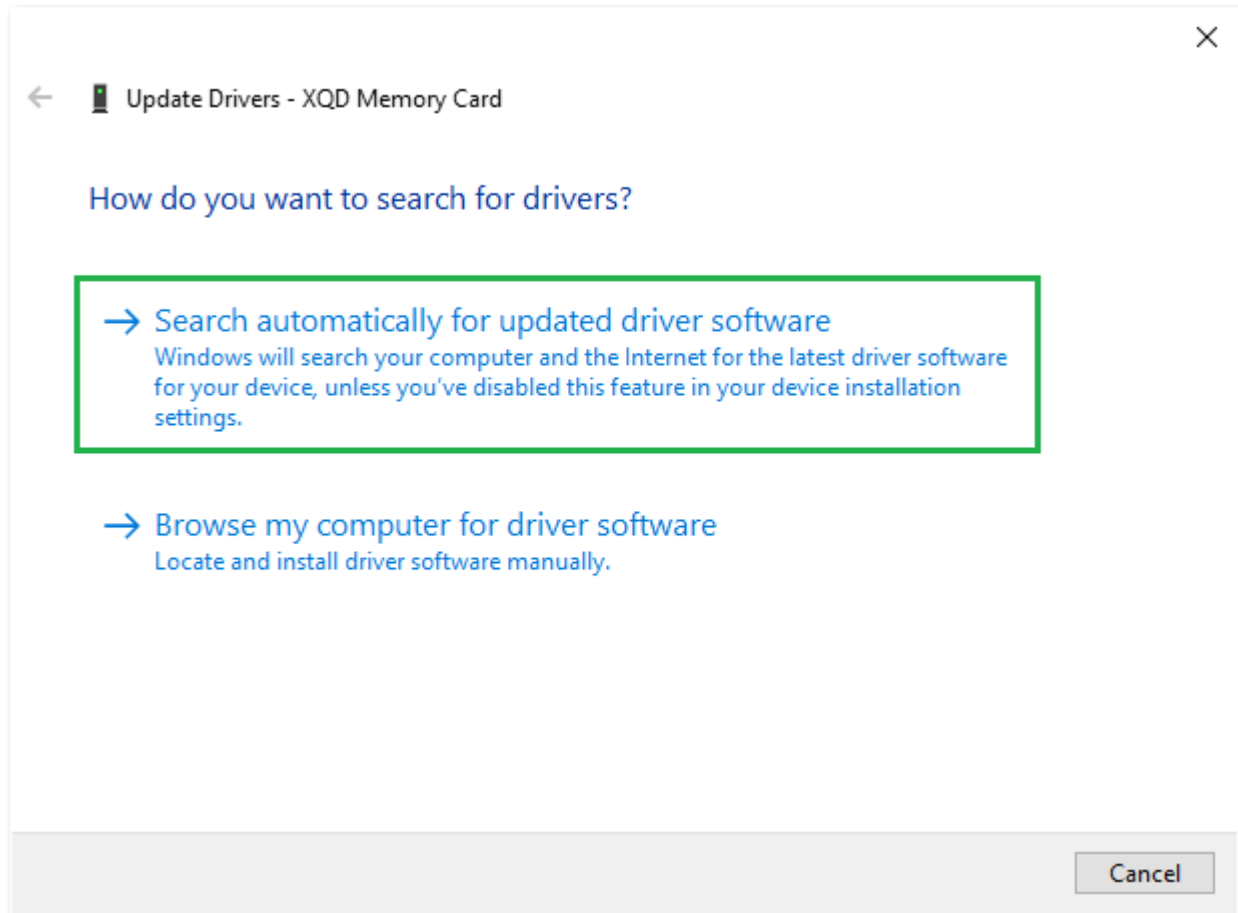 Update Drivers - XQD Memory Card
How do you want to search for drivers?
Search automatically for updated driver software
Windows will search your computer and the Internet for the latest driver software
for your device, unless you've disabled this feature in your device installation
settings.
Browse my computer for driver software
Locate and install driver software manually.
Cancel